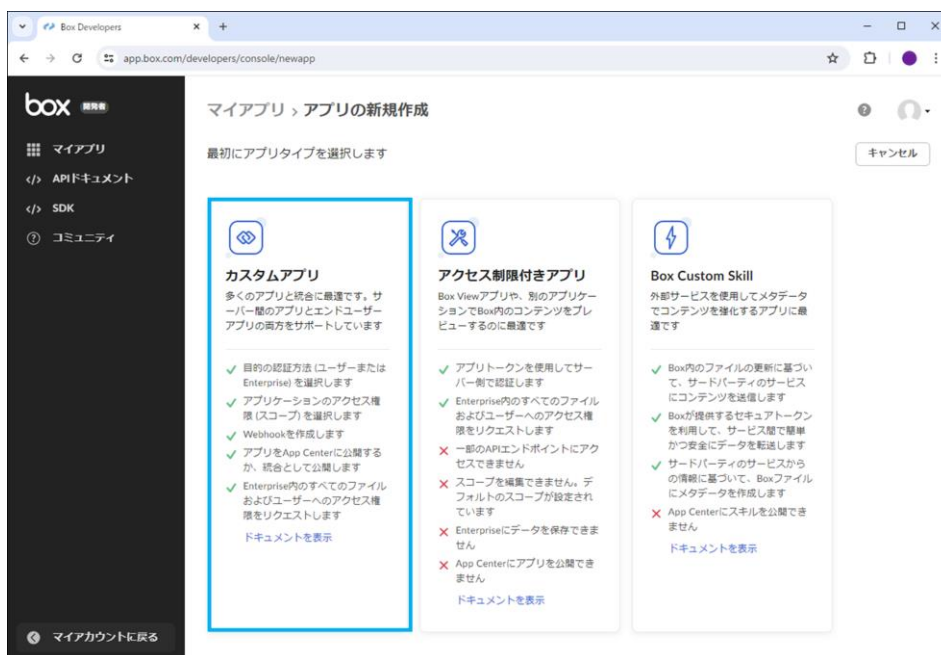 Box Developers
app.box.com/developers/console/newapp
box 開発者
マイアプリ
APIドキュメント
SDK
コミュニティ
マイアカウントに戻る
マイアプリ › アプリの新規作成
最初にアプリタイプを選択します
キャンセル
カスタムアプリ
多くのアプリと統合に最適です。サ
ーバー間のアプリとエンドユーザー
アプリの両方をサポートしています
目的の認証方法 (ユーザーまたは
Enterprise) を選択します
アプリケーションのアクセス権
限 (スコープ) を選択します
Webhookを作成します
アプリをApp Centerに公開する
か、統合として公開します
Enterprise内のすべてのファイル
およびユーザーへのアクセス権
限をリクエストします
ドキュメントを表示
アクセス制限付きアプリ
Box Viewアプリや、別のアプリケー
ションでBox内のコンテンツをプレ
ビューするのに最適です
アプリトークンを使用してサー
バー側で認証します
Enterprise内のすべてのファイル
およびユーザーへのアクセス権
限をリクエストします
一部のAPIエンドポイントにアク
セスできません
スコープを編集できません。デ
フォルトのスコープが設定され
ています
Enterpriseにデータを保存できま
せん
App Centerにアプリを公開でき
ません
ドキュメントを表示
Box Custom Skill
外部サービスを使用してメタデータ
でコンテンツを強化するアプリに最
適です
Box内のファイルの更新に基づい
て、サードパーティのサービス
にコンテンツを送信します
Boxが提供するセキュアトークン
を利用して、サービス間で簡単
かつ安全にデータを転送します
サードパーティのサービスから
の情報に基づいて、Boxファイル
にメタデータを作成します
App Centerにスキルを公開でき
ません
ドキュメントを表示